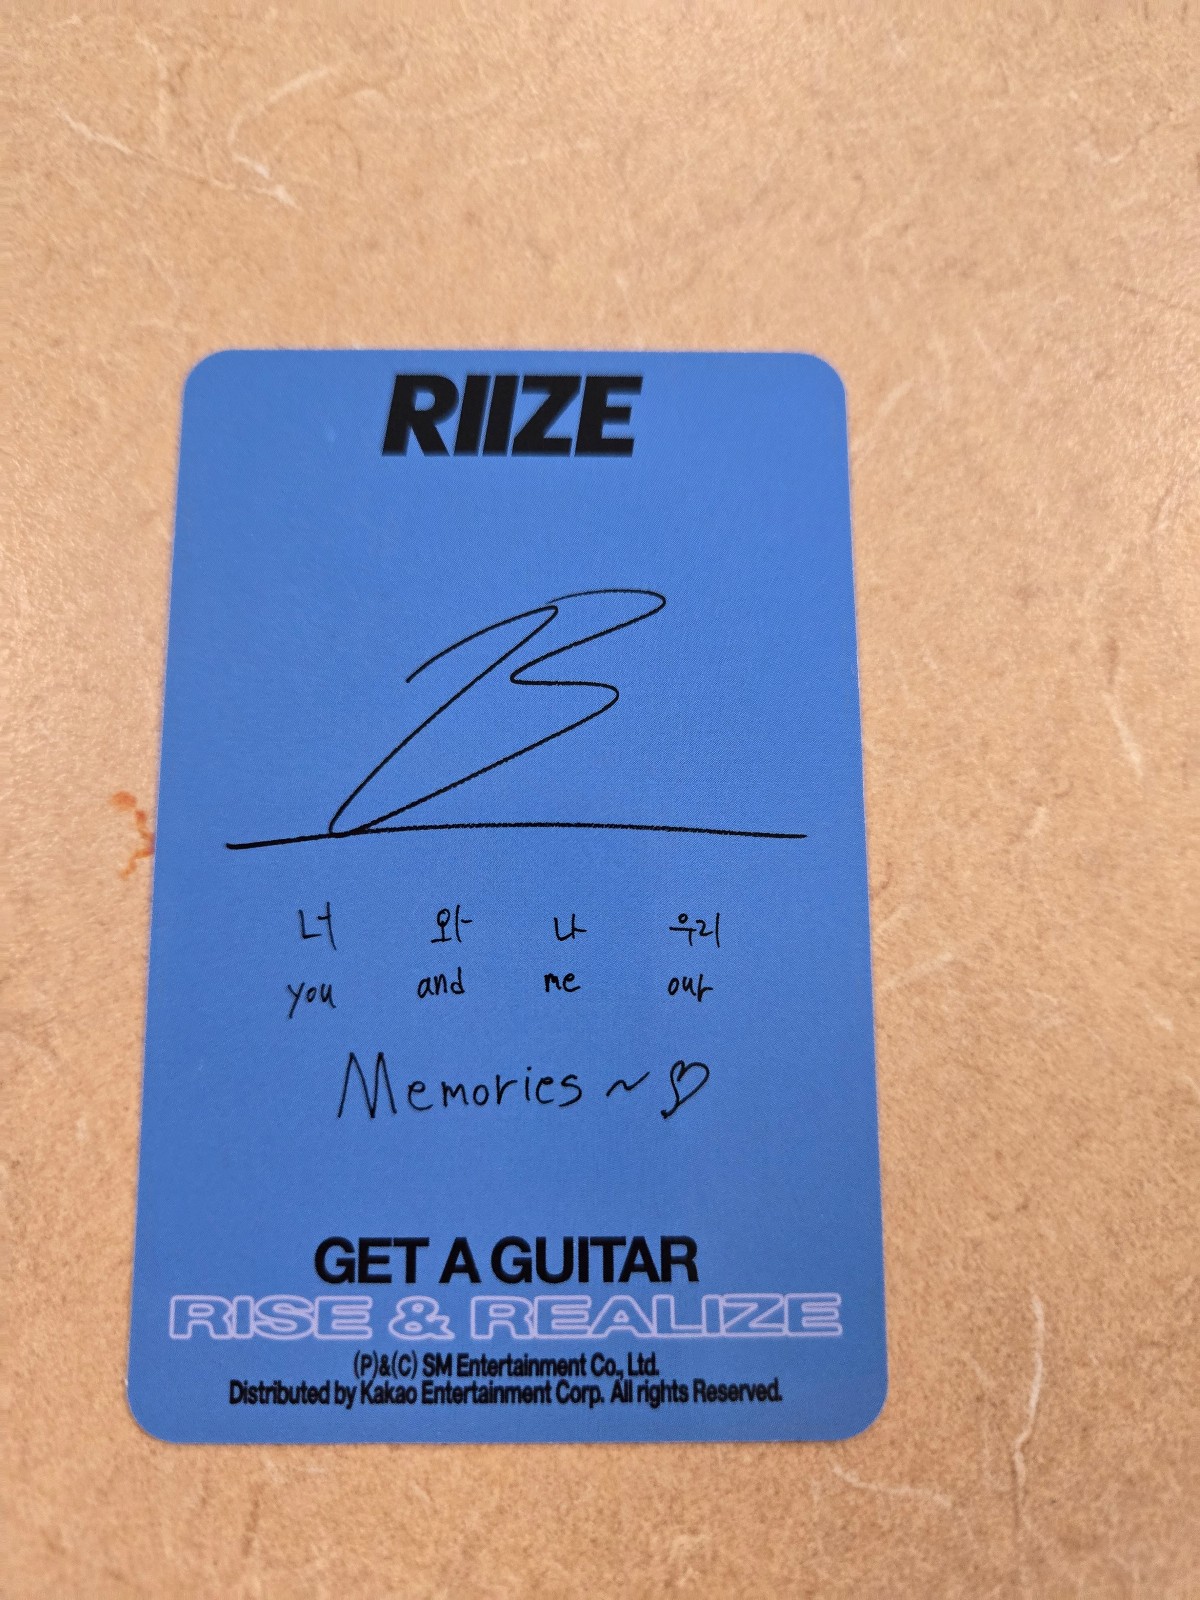 RIIZE
너 와 나 우리
you and me our
Memories ~ ♡
GET A GUITAR
RISE & REALIZE
(P)&(C) SM Entertainment Co., Ltd.
Distributed by Kakao Entertainment Corp. All rights Reserved.